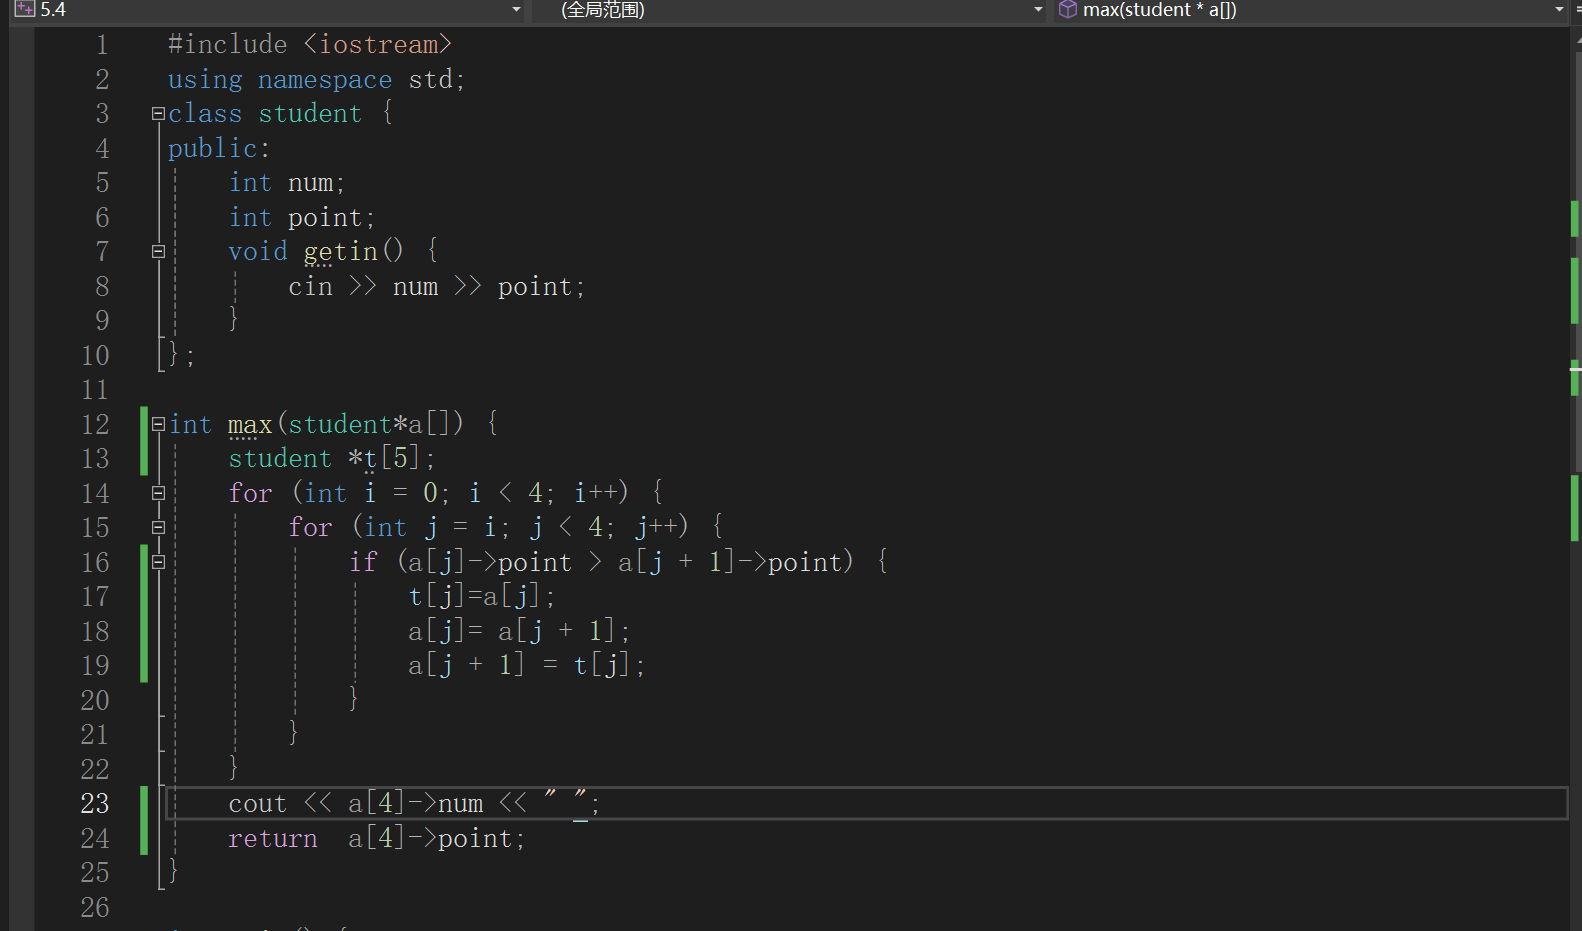 5.4 (全局范围) max(student * a[])
1 #include <iostream>
2 using namespace std;
3 class student {
4 public:
5 int num;
6 int point;
7 void getin() {
8 cin >> num >> point;
9 }
10 };
11
12 int max(student*a[]) {
13 student *t[5];
14 for (int i = 0; i < 4; i++) {
15 for (int j = i; j < 4; j++) {
16 if (a[j]->point > a[j + 1]->point) {
17 t[j]=a[j];
18 a[j]= a[j + 1];
19 a[j + 1] = t[j];
20 }
21 }
22 }
23 cout << a[4]->num << " ";
24 return  a[4]->point;
25 }
26